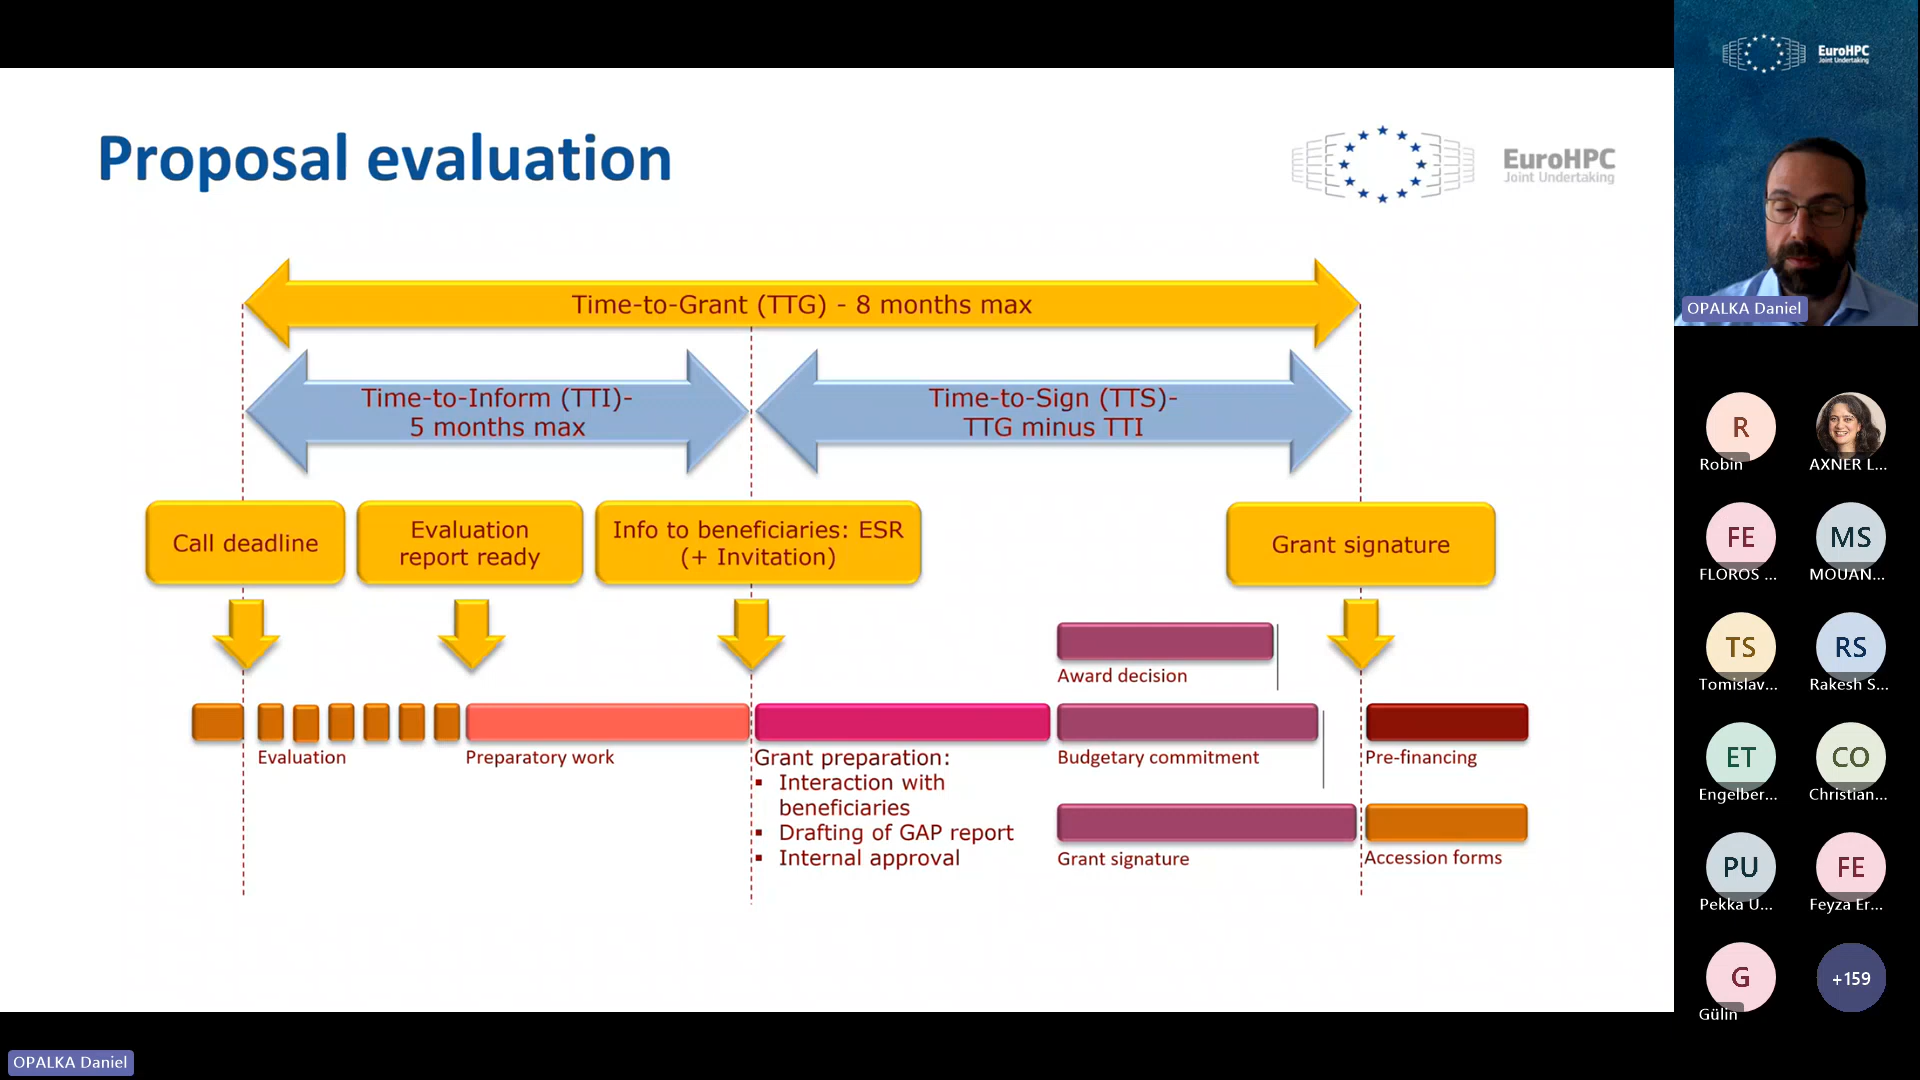 Proposal evaluation
EuroHPC
Joint Undertaking
Time-to-Grant (TTG) - 8 months max
Time-to-Inform (TTI)-
5 months max
Time-to-Sign (TTS)-
TTG minus TTI
Call deadline
Evaluation
report ready
Info to beneficiaries: ESR
(+ Invitation)
Grant signature
Award decision
Evaluation
Preparatory work
Grant preparation:
▪ Interaction with
beneficiaries
▪ Drafting of GAP report
▪ Internal approval
Budgetary commitment
Pre-financing
Grant signature
Accession forms
EuroHPC
Joint Undertaking
OPALKA Daniel
R
Robin
AXNER L...
FE
FLOROS ...
MS
MOUAN...
TS
Tomislav...
RS
Rakesh S...
ET
Engelber...
CO
Christian...
PU
Pekka U...
FE
Feyza Er...
G
Gülin
+159
OPALKA Daniel